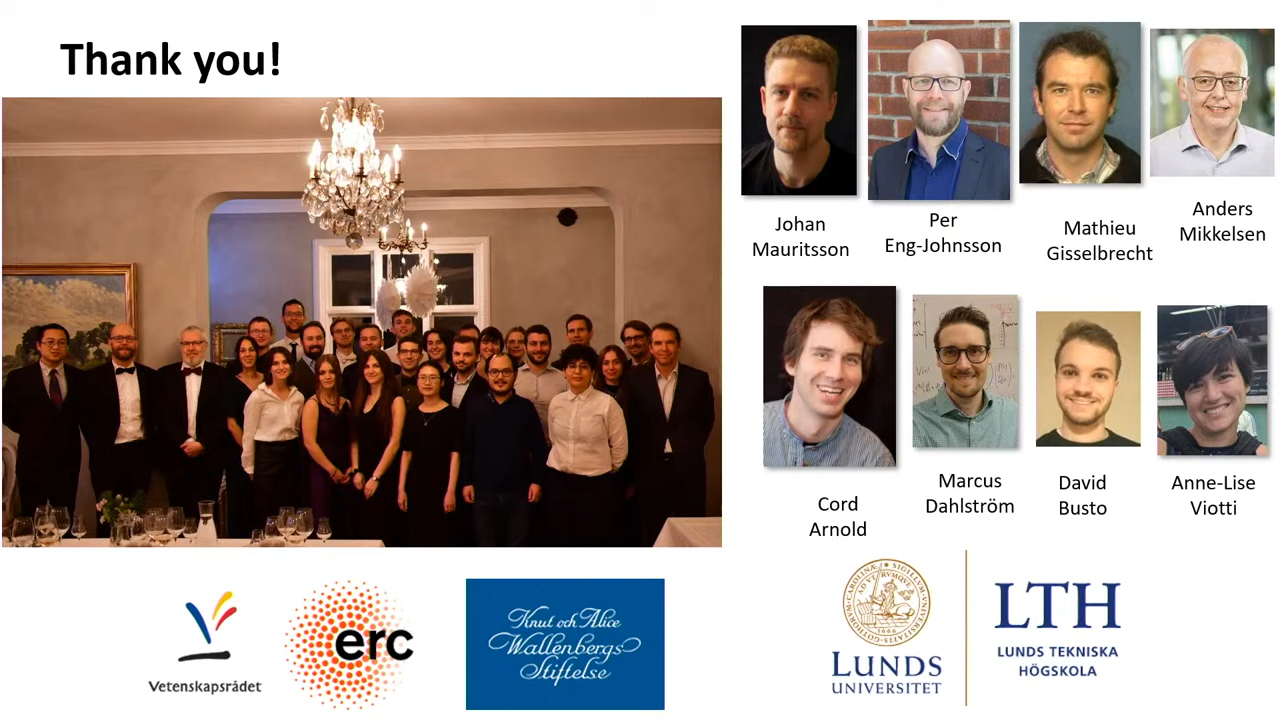 Thank you!
Johan
Mauritsson
Per
Eng-Johnsson
Mathieu
Gisselbrecht
Anders
Mikkelsen
Cord
Arnold
Marcus
Dahlström
David
Busto
Anne-Lise
Viotti
Vetenskapsrådet
erc
Knut och Alice
Wallenbergs
Stiftelse
1666
LUNDS
UNIVERSITET
LTH
LUNDS TEKNISKA
HÖGSKOLA